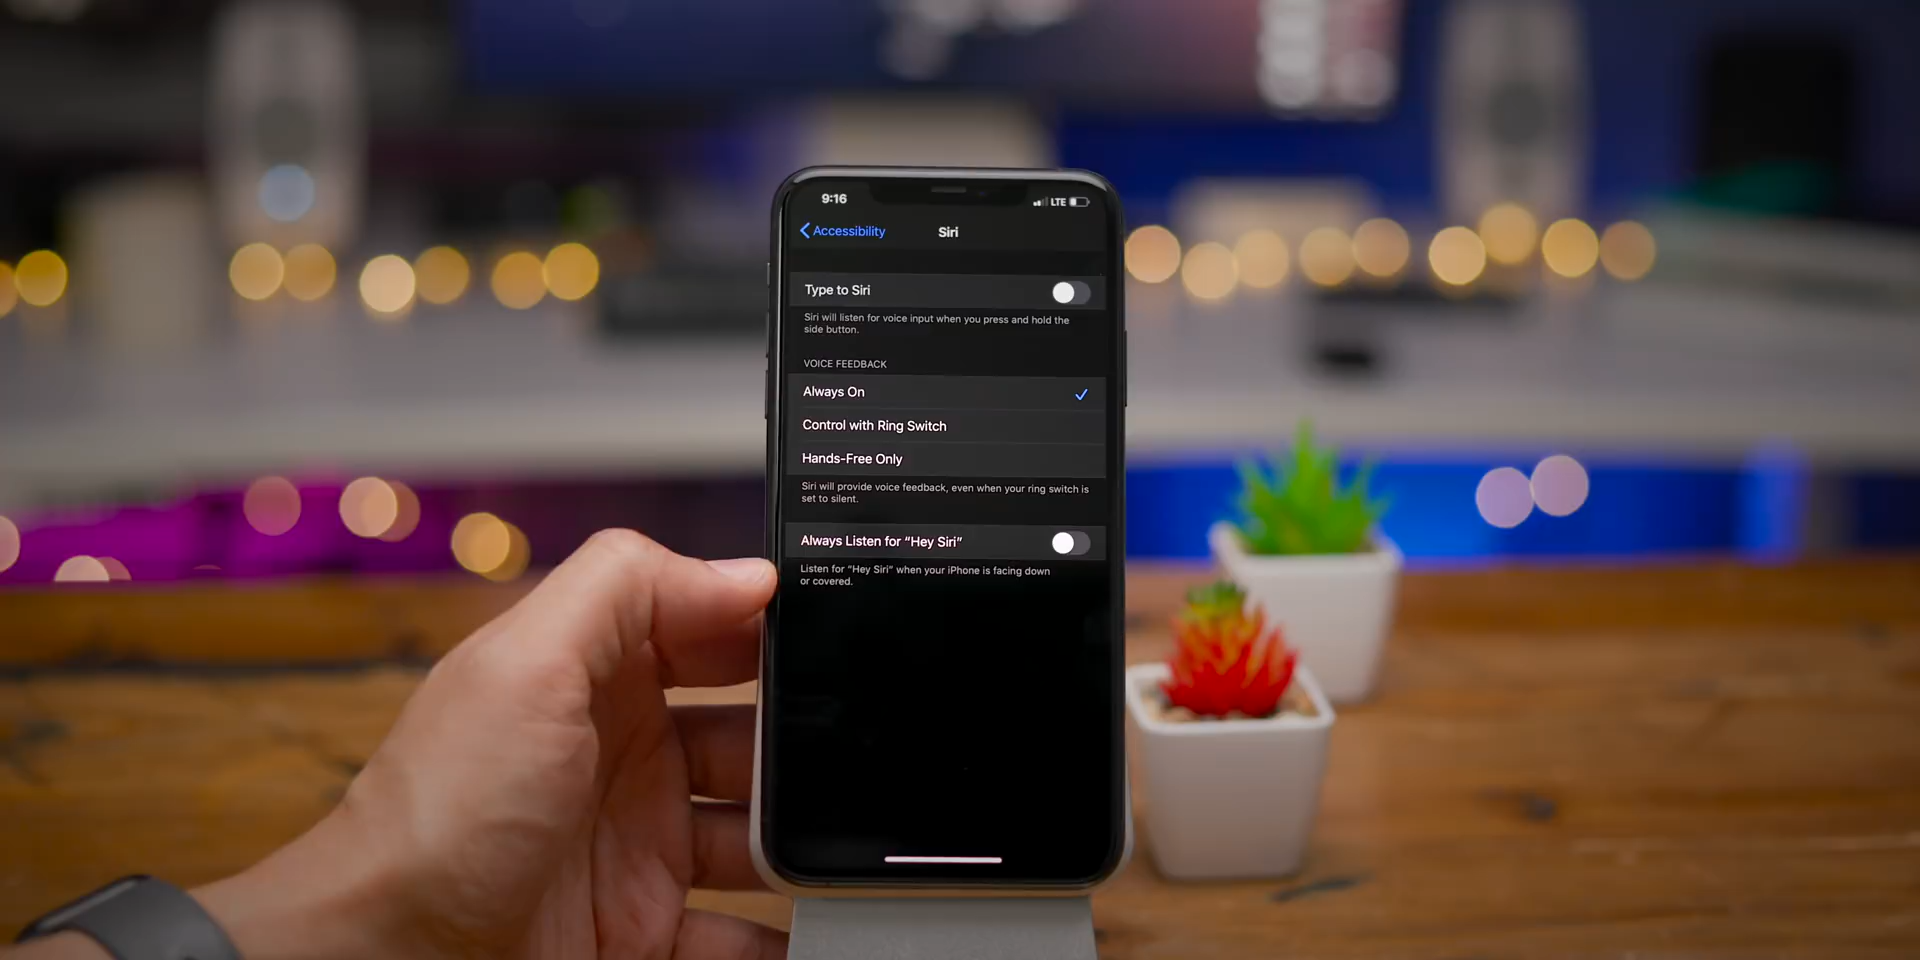 9:16 LTE
Accessibility Siri
Type to Siri
Siri will listen for voice input when you press and hold the
side button.
VOICE FEEDBACK
Always On
Control with Ring Switch
Hands-Free Only
Siri will provide voice feedback, even when your ring switch is
set to silent.
Always Listen for “Hey Siri”
Listen for “Hey Siri” when your iPhone is facing down
or covered.